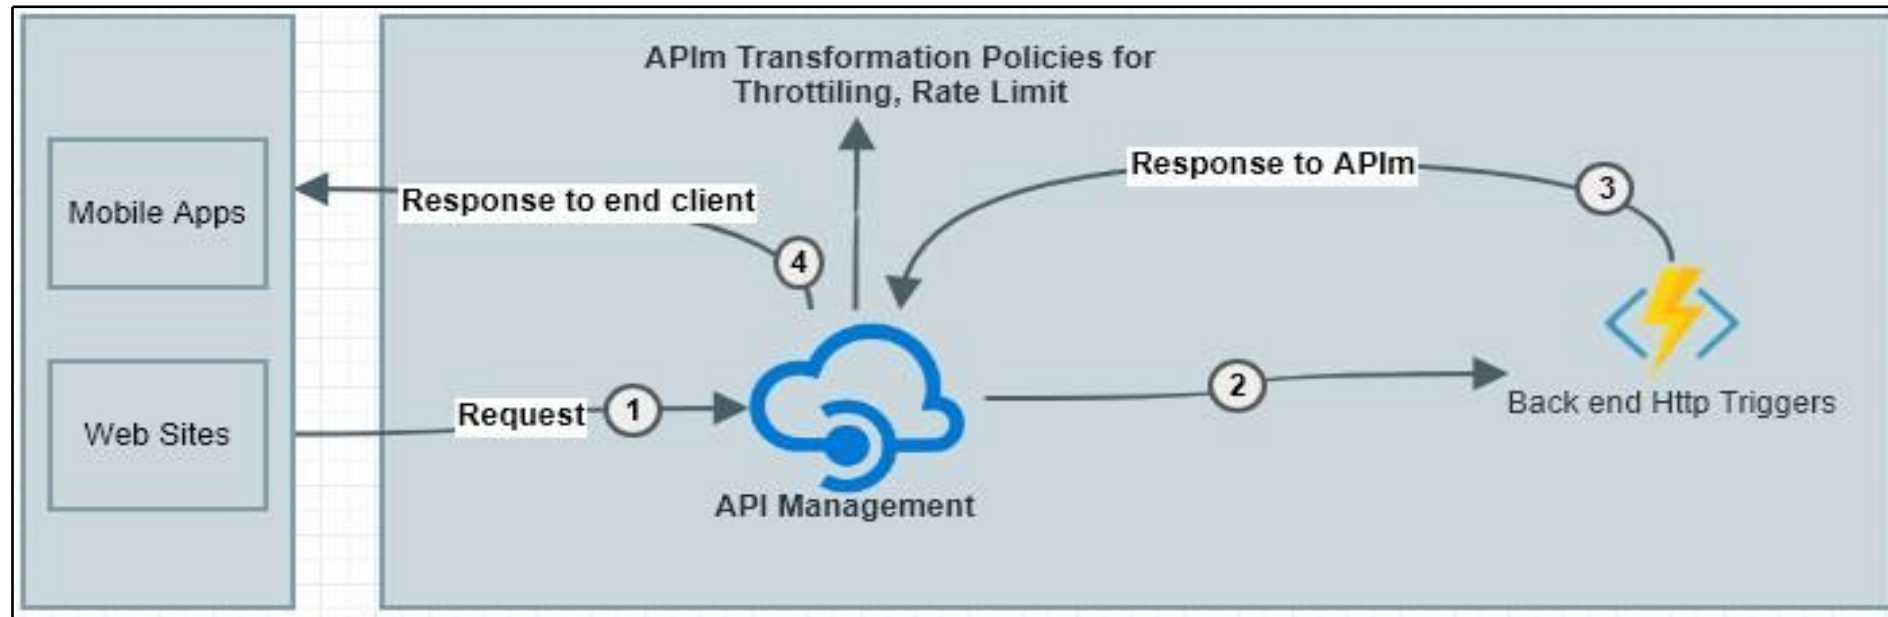 APIm Transformation Policies for
Throttiling, Rate Limit
Response to APIm
3
Mobile Apps
Response to end client
4
Web Sites
Request
1
2
Back end Http Triggers
API Management